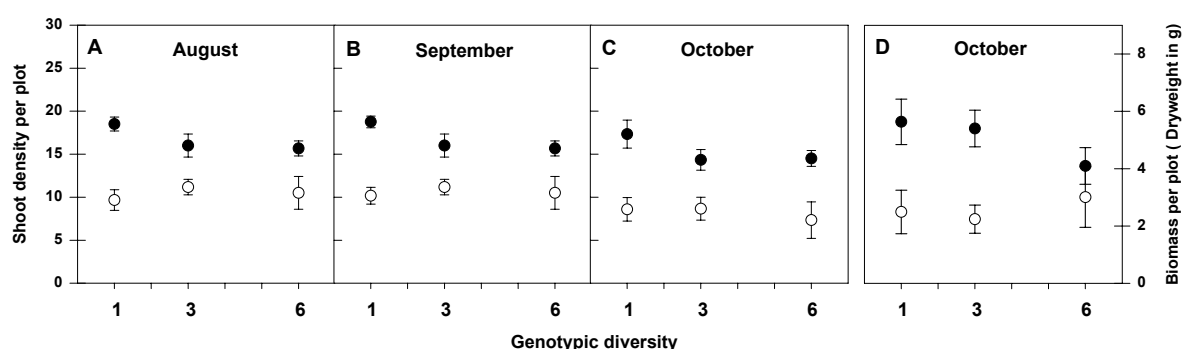 A August
B September
C October
D October
Shoot density per plot
30
25
20
15
10
5
0
8
6
4
2
0
Biomass per plot ( Dryweight in g)
1 3 6 1 3 6 1 3 6 1 3 6
Genotypic diversity